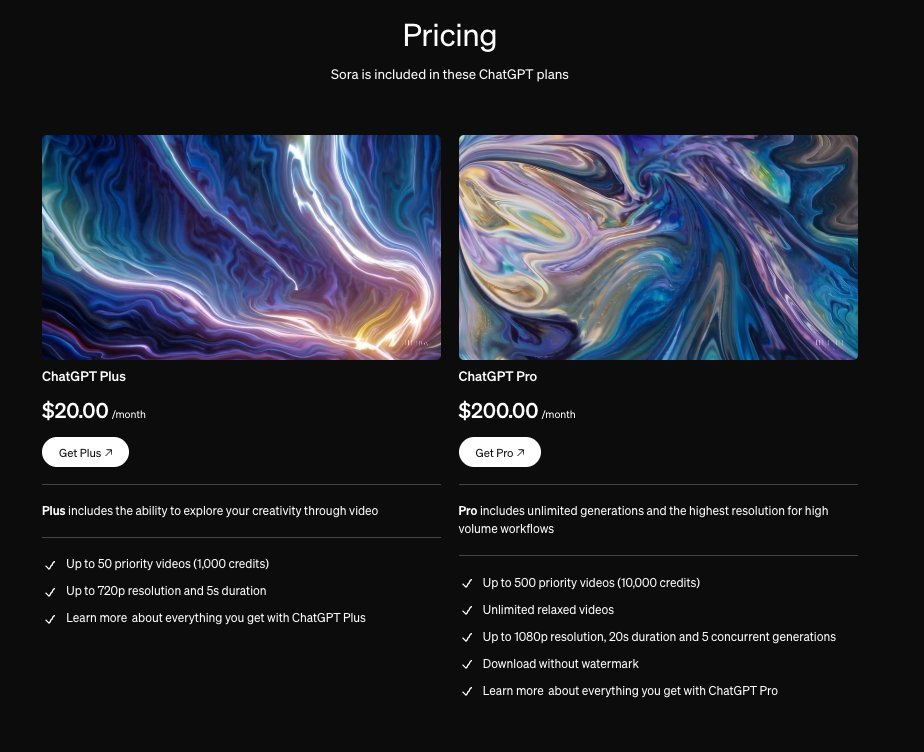 Pricing
Sora is included in these ChatGPT plans
ChatGPT Plus
$20.00 /month
Get Plus ↗
Plus includes the ability to explore your creativity through video
✓ Up to 50 priority videos (1,000 credits)
✓ Up to 720p resolution and 5s duration
✓ Learn more about everything you get with ChatGPT Plus
ChatGPT Pro
$200.00 /month
Get Pro ↗
Pro includes unlimited generations and the highest resolution for high
volume workflows
✓ Up to 500 priority videos (10,000 credits)
✓ Unlimited relaxed videos
✓ Up to 1080p resolution, 20s duration and 5 concurrent generations
✓ Download without watermark
✓ Learn more about everything you get with ChatGPT Pro